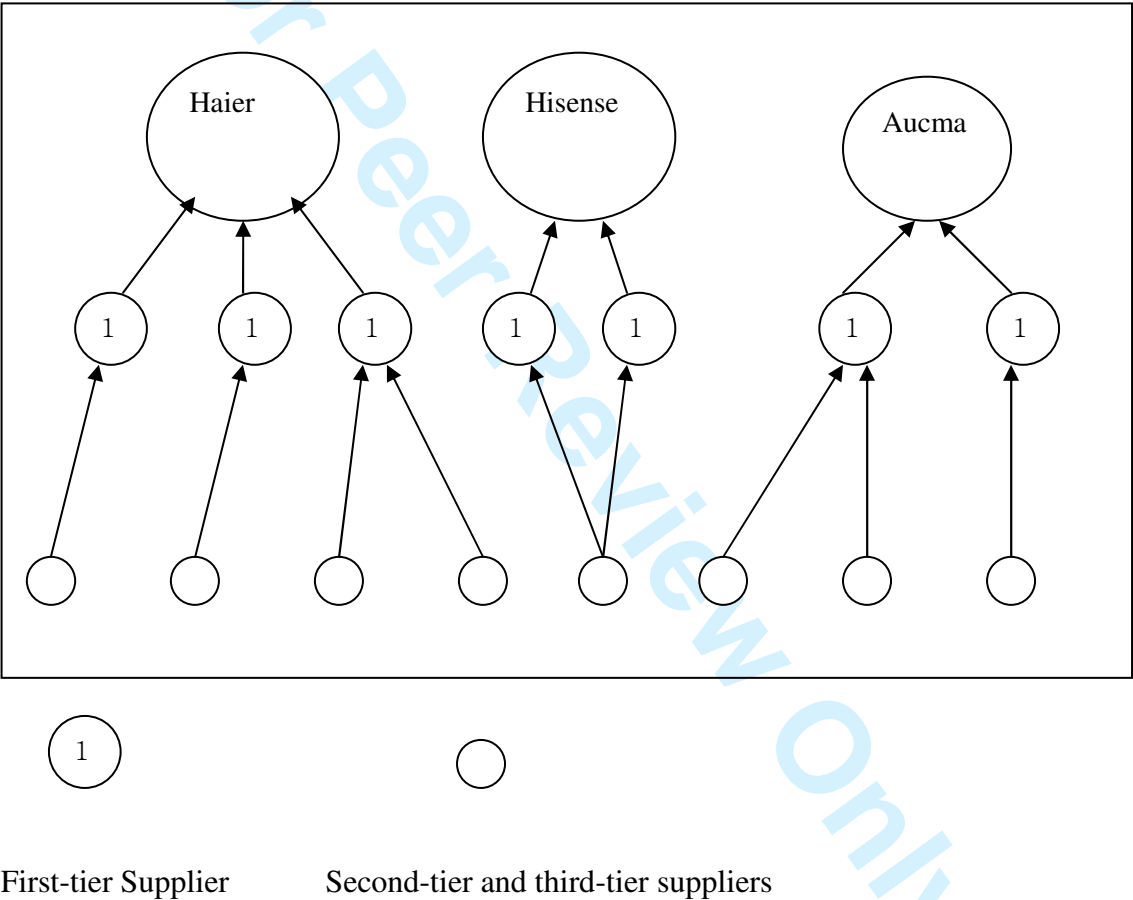 Haier
Hisense
Aucma
1 1 1 1 1 1 1
1
First-tier Supplier
Second-tier and third-tier suppliers
Peer Review Only